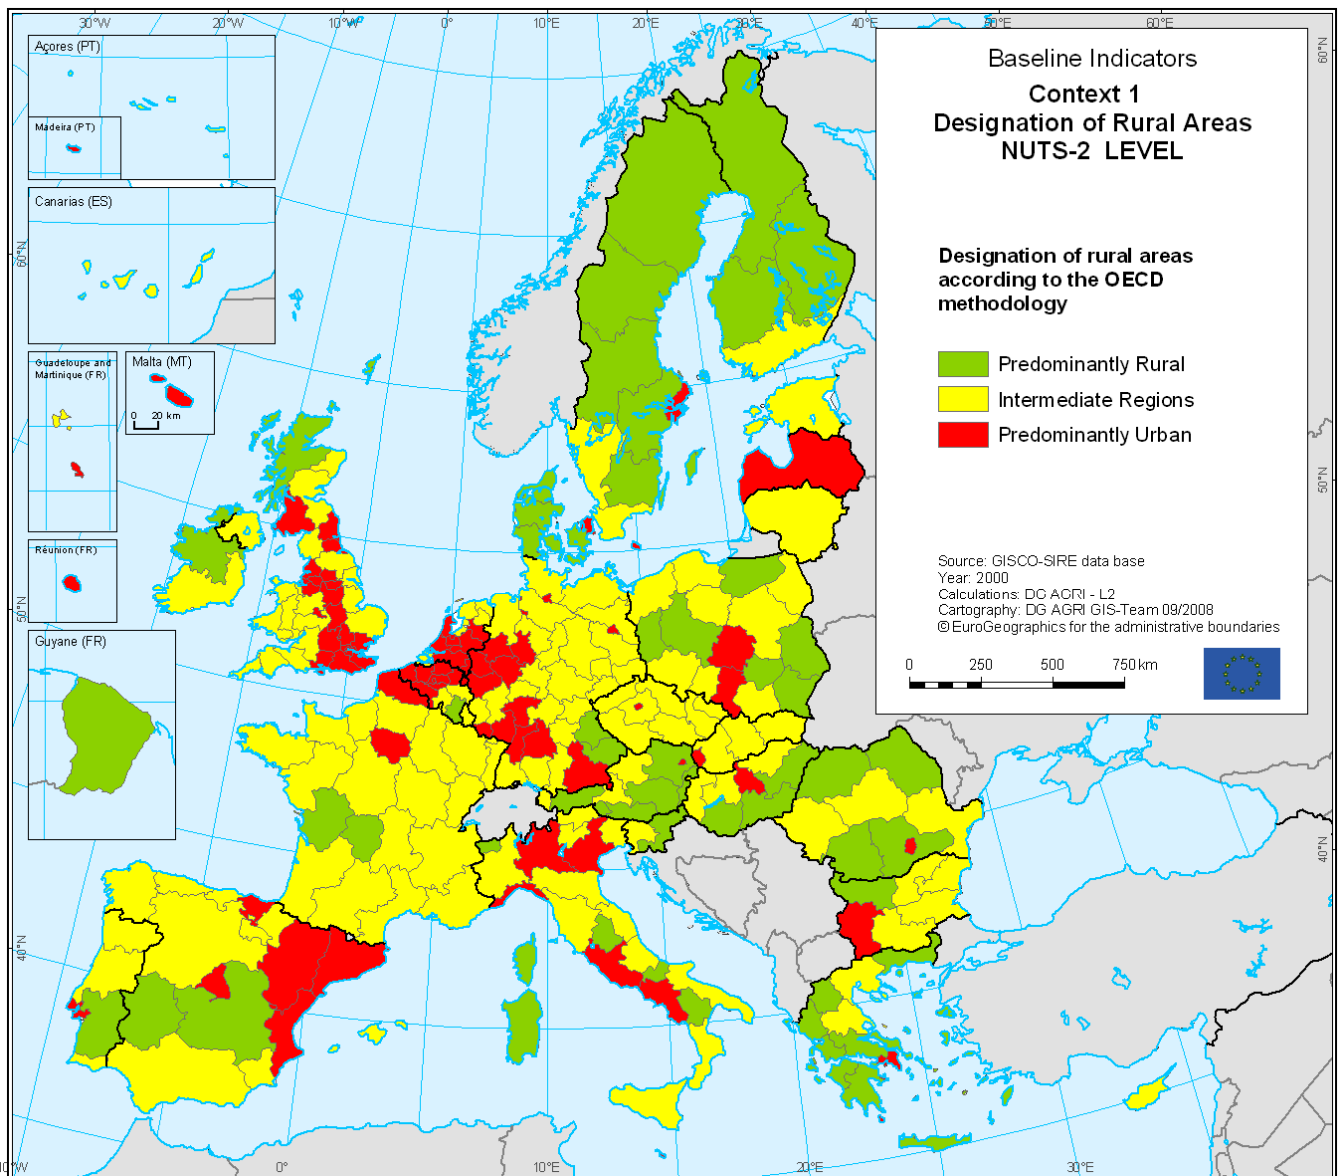 30°W
20°W
10°W
0°
10°E
20°E
30°E
40°E
50°E
60°E
Açores (PT)
Madeira (PT)
Canarias (ES)
Guadeloupe and
Martinique (FR)
Malta (MT)
0 20 km
Réunion (FR)
Guyane (FR)
Baseline Indicators
Context 1
Designation of Rural Areas
NUTS-2 LEVEL
Designation of rural areas
according to the OECD
methodology
Predominantly Rural
Intermediate Regions
Predominantly Urban
Source: GISCO-SIRE data base
Year: 2000
Calculations: DG AGRI - L2
Cartography: DG AGRI GIS-Team 09/2008
© EuroGeographics for the administrative boundaries
0 250 500 750 km
60°N
50°N
40°N
60°N
50°N
40°N
10°W
0°
10°E
20°E
30°E